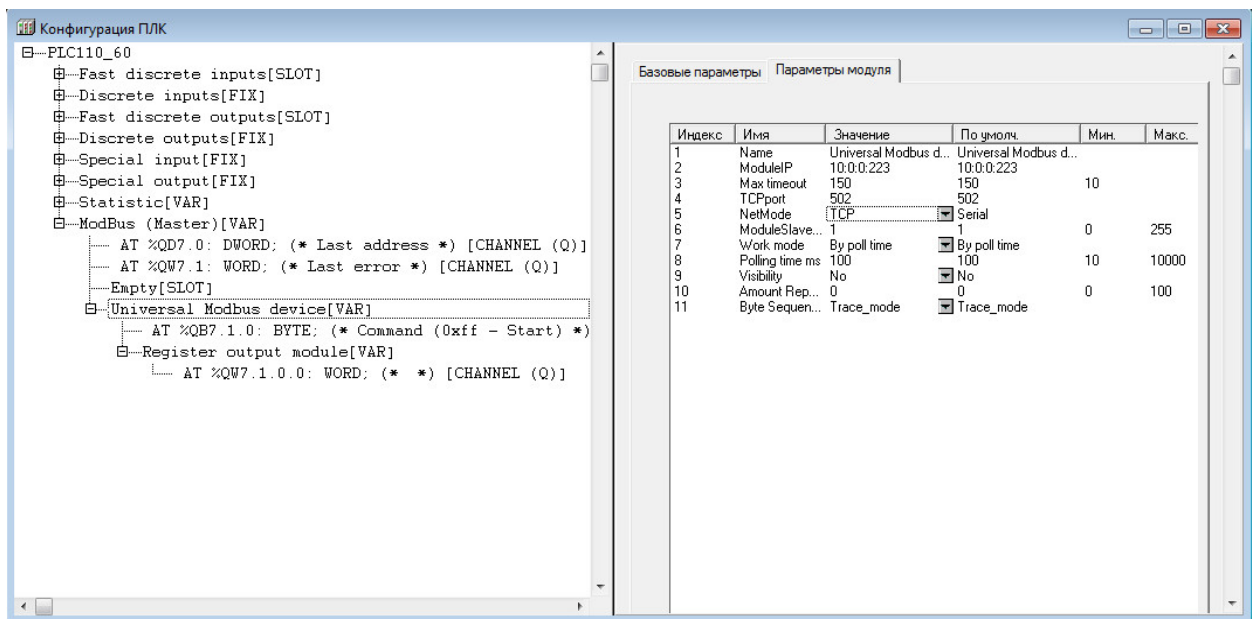 Конфигурация ПЛК
PLC110_60
Fast discrete inputs[SLOT]
Discrete inputs[FIX]
Fast discrete outputs[SLOT]
Discrete outputs[FIX]
Special input[FIX]
Special output[FIX]
Statistic[VAR]
ModBus (Master)[VAR]
AT %QD7.0: DWORD; (* Last address *) [CHANNEL (Q)]
AT %QW7.1: WORD; (* Last error *) [CHANNEL (Q)]
Empty[SLOT]
Universal Modbus device[VAR]
AT %QB7.1.0: BYTE; (* Command (0xff - Start) *)
Register output module[VAR]
AT %QW7.1.0.0: WORD; (* *) [CHANNEL (Q)]
Базовые параметры Параметры модуля
Индекс Имя Значение По умолч. Мин. Макс.
1 Name Universal Modbus d... Universal Modbus d...
2 ModuleIP 10:0:0:223 10:0:0:223
3 Max timeout 150 150 10
4 TCPport 502 502
5 NetMode TCP Serial
6 ModuleSlave... 1 1 0 255
7 Work mode By poll time By poll time
8 Polling time ms 100 100 10 10000
9 Visibility No No
10 Amount Rep... 0 0 0 100
11 Byte Sequen... Trace_mode Trace_mode